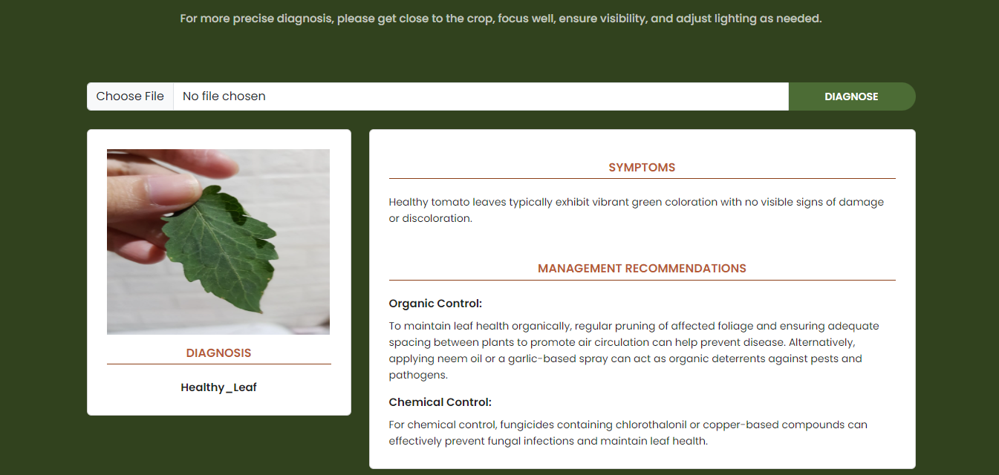 For more precise diagnosis, please get close to the crop, focus well, ensure visibility, and adjust lighting as needed.
Choose File No file chosen DIAGNOSE
DIAGNOSIS
Healthy_Leaf
SYMPTOMS
Healthy tomato leaves typically exhibit vibrant green coloration with no visible signs of damage
or discoloration.
MANAGEMENT RECOMMENDATIONS
Organic Control:
To maintain leaf health organically, regular pruning of affected foliage and ensuring adequate
spacing between plants to promote air circulation can help prevent disease. Alternatively,
applying neem oil or a garlic-based spray can act as organic deterrents against pests and
pathogens.
Chemical Control:
For chemical control, fungicides containing chlorothalonil or copper-based compounds can
effectively prevent fungal infections and maintain leaf health.